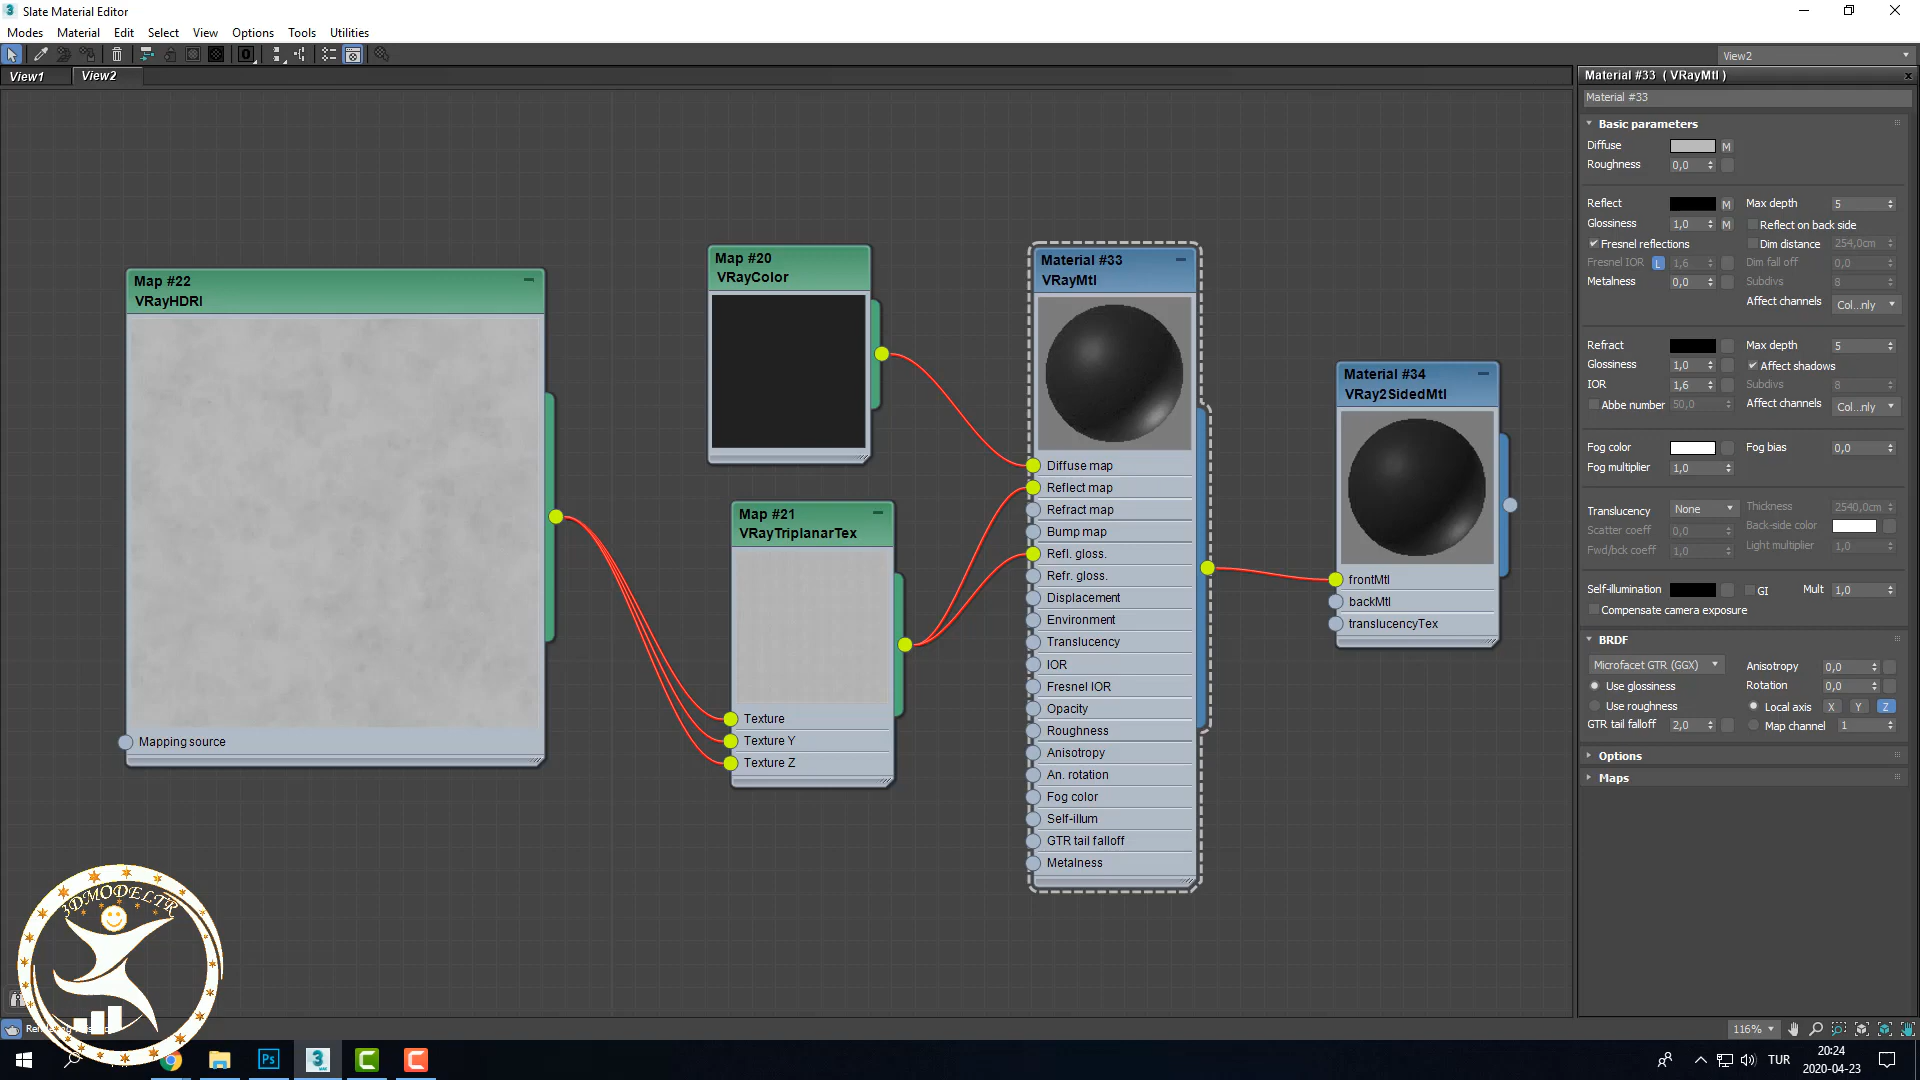 Slate Material Editor
Modes Material Edit Select View Options Tools Utilities
View1 View2
View2
Map #22
VRayHDRI
Mapping source
Map #20
VRayColor
Map #21
VRayTriplanarTex
Texture
Texture Y
Texture Z
Material #33
VRayMtl
Diffuse map
Reflect map
Refract map
Bump map
Refl. gloss.
Refr. gloss.
Displacement
Environment
Translucency
IOR
Fresnel IOR
Opacity
Roughness
Anisotropy
An. rotation
Fog color
Self-illum
GTR tail falloff
Metalness
Material #34
VRay2SidedMtl
frontMtl
backMtl
translucencyTex
Material #33 ( VRayMtl )
Material #33
Basic parameters
Diffuse M
Roughness 0,0
Reflect M Max depth 5
Glossiness 1,0 M Reflect on back side
Fresnel reflections Dim distance 254,0cm
Fresnel IOR L 1,6 Dim fall off 0,0
Metalness 0,0 Subdivs 8
Affect channels Col...nly
Refract Max depth 5
Glossiness 1,0 Affect shadows
IOR 1,6 Subdivs 8
Abbe number 50,0 Affect channels Col...nly
Fog color Fog bias 0,0
Fog multiplier 1,0
Translucency None Thickness 2540,0cm
Scatter coeff 0,0 Back-side color
Fwd/bck coeff 1,0 Light multiplier 1,0
Self-illumination GI Mult 1,0
Compensate camera exposure
BRDF
Microfacet GTR (GGX) Anisotropy 0,0
Use glossiness Rotation 0,0
Use roughness Local axis X Y Z
GTR tail falloff 2,0 Map channel 1
Options
Maps
3DMODELTR
116%
Ps 3 C C
TUR 20:24
2020-04-23